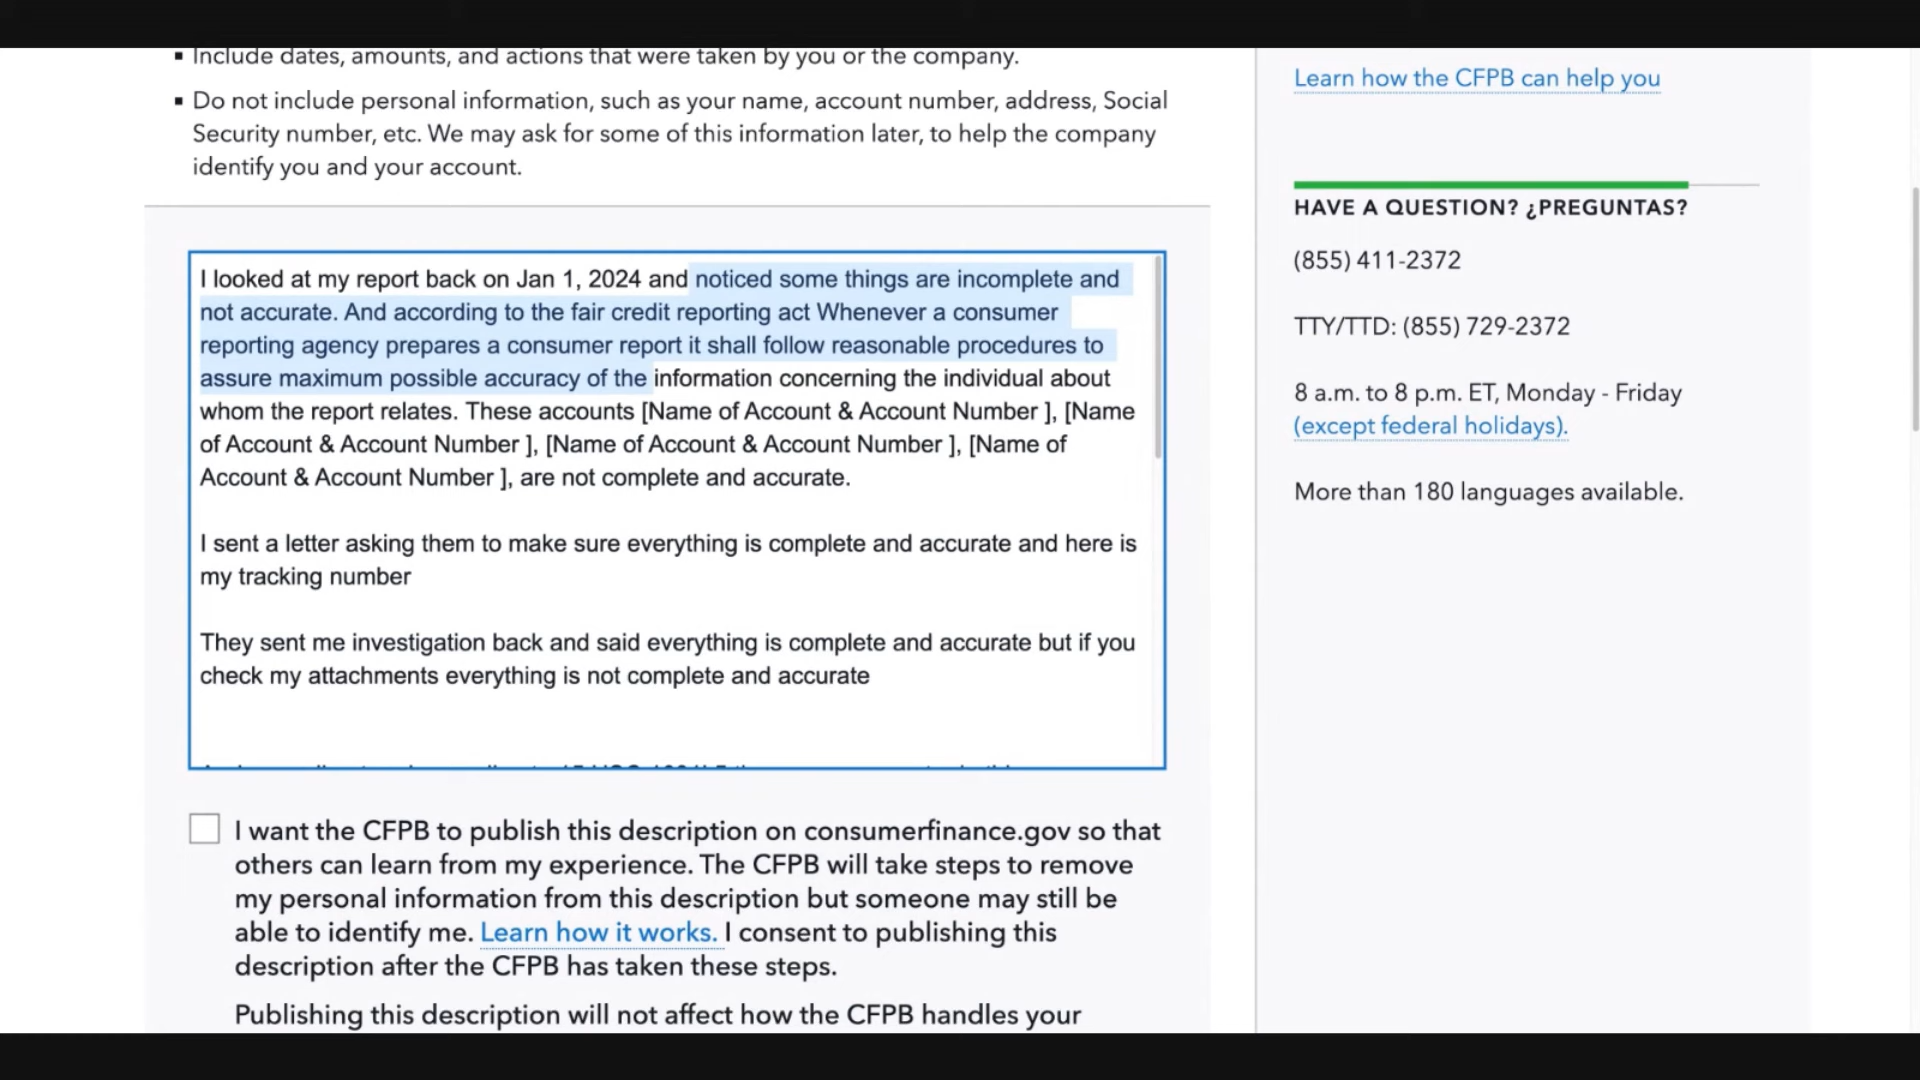 ▪ Include dates, amounts, and actions that were taken by you or the company.
▪ Do not include personal information, such as your name, account number, address, Social
Security number, etc. We may ask for some of this information later, to help the company
identify you and your account.
I looked at my report back on Jan 1, 2024 and noticed some things are incomplete and
not accurate. And according to the fair credit reporting act Whenever a consumer
reporting agency prepares a consumer report it shall follow reasonable procedures to
assure maximum possible accuracy of the information concerning the individual about
whom the report relates. These accounts [Name of Account & Account Number ], [Name
of Account & Account Number ], [Name of Account & Account Number ], [Name of
Account & Account Number ], are not complete and accurate.
I sent a letter asking them to make sure everything is complete and accurate and here is
my tracking number
They sent me investigation back and said everything is complete and accurate but if you
check my attachments everything is not complete and accurate
I want the CFPB to publish this description on consumerfinance.gov so that
others can learn from my experience. The CFPB will take steps to remove
my personal information from this description but someone may still be
able to identify me. Learn how it works. I consent to publishing this
description after the CFPB has taken these steps.
Publishing this description will not affect how the CFPB handles your
Learn how the CFPB can help you
HAVE A QUESTION? ¿PREGUNTAS?
(855) 411-2372
TTY/TTD: (855) 729-2372
8 a.m. to 8 p.m. ET, Monday - Friday
(except federal holidays).
More than 180 languages available.